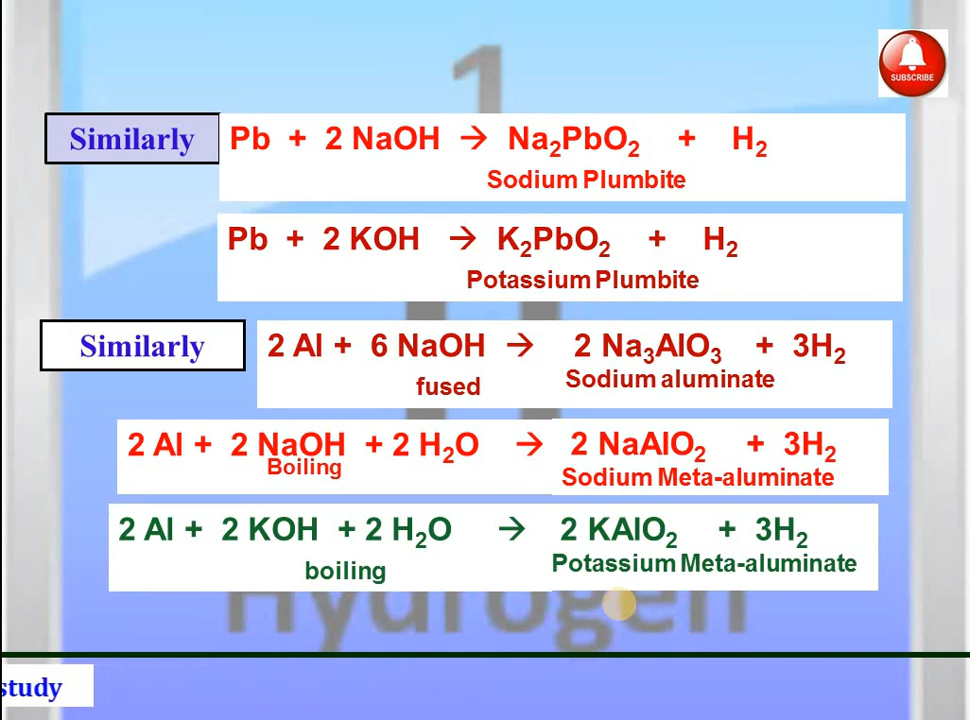 1
SUBSCRIBE
Similarly Pb + 2 NaOH → Na₂PbO₂ + H₂
Sodium Plumbite
Pb + 2 KOH → K₂PbO₂ + H₂
Potassium Plumbite
Similarly 2 Al + 6 NaOH → 2 Na₃AlO₃ + 3H₂
fused Sodium aluminate
2 Al + 2 NaOH + 2 H₂O → 2 NaAlO₂ + 3H₂
Boiling Sodium Meta-aluminate
2 Al + 2 KOH + 2 H₂O → 2 KAlO₂ + 3H₂
boiling Potassium Meta-aluminate
Hydrogen
study